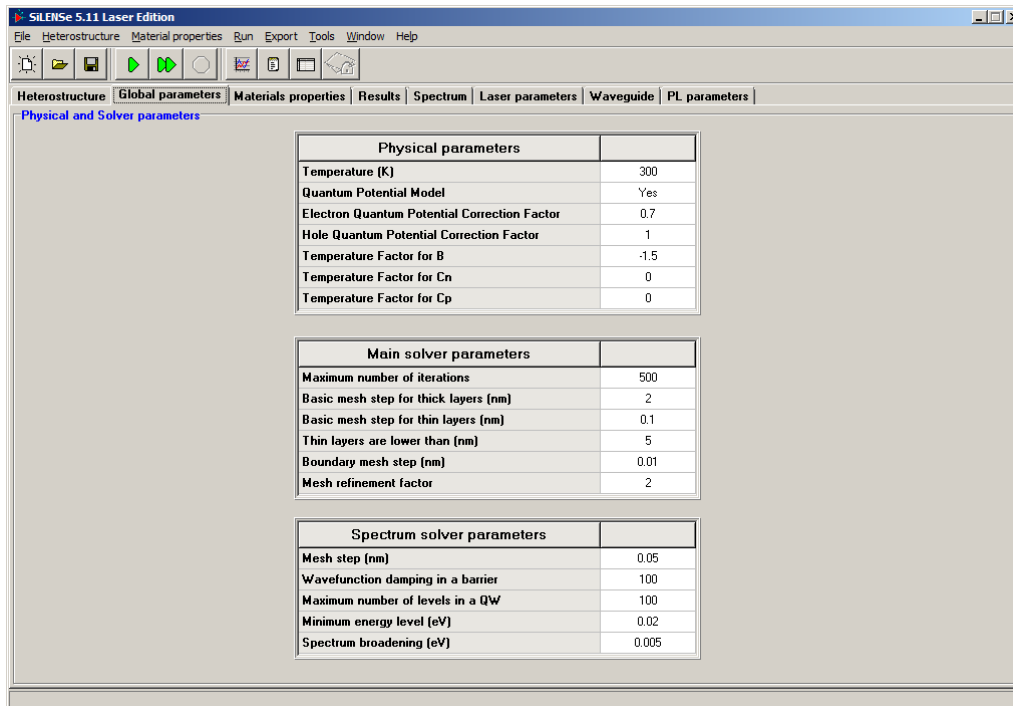 SiLENSe 5.11 Laser Edition
File Heterostructure Material properties Run Export Tools Window Help
Heterostructure Global parameters Materials properties Results Spectrum Laser parameters Waveguide PL parameters
Physical and Solver parameters
Physical parameters
Temperature (K) 300
Quantum Potential Model Yes
Electron Quantum Potential Correction Factor 0.7
Hole Quantum Potential Correction Factor 1
Temperature Factor for B -1.5
Temperature Factor for Cn 0
Temperature Factor for Cp 0
Main solver parameters
Maximum number of iterations 500
Basic mesh step for thick layers (nm) 2
Basic mesh step for thin layers (nm) 0.1
Thin layers are lower than (nm) 5
Boundary mesh step (nm) 0.01
Mesh refinement factor 2
Spectrum solver parameters
Mesh step (nm) 0.05
Wavefunction damping in a barrier 100
Maximum number of levels in a QW 100
Minimum energy level (eV) 0.02
Spectrum broadening (eV) 0.005